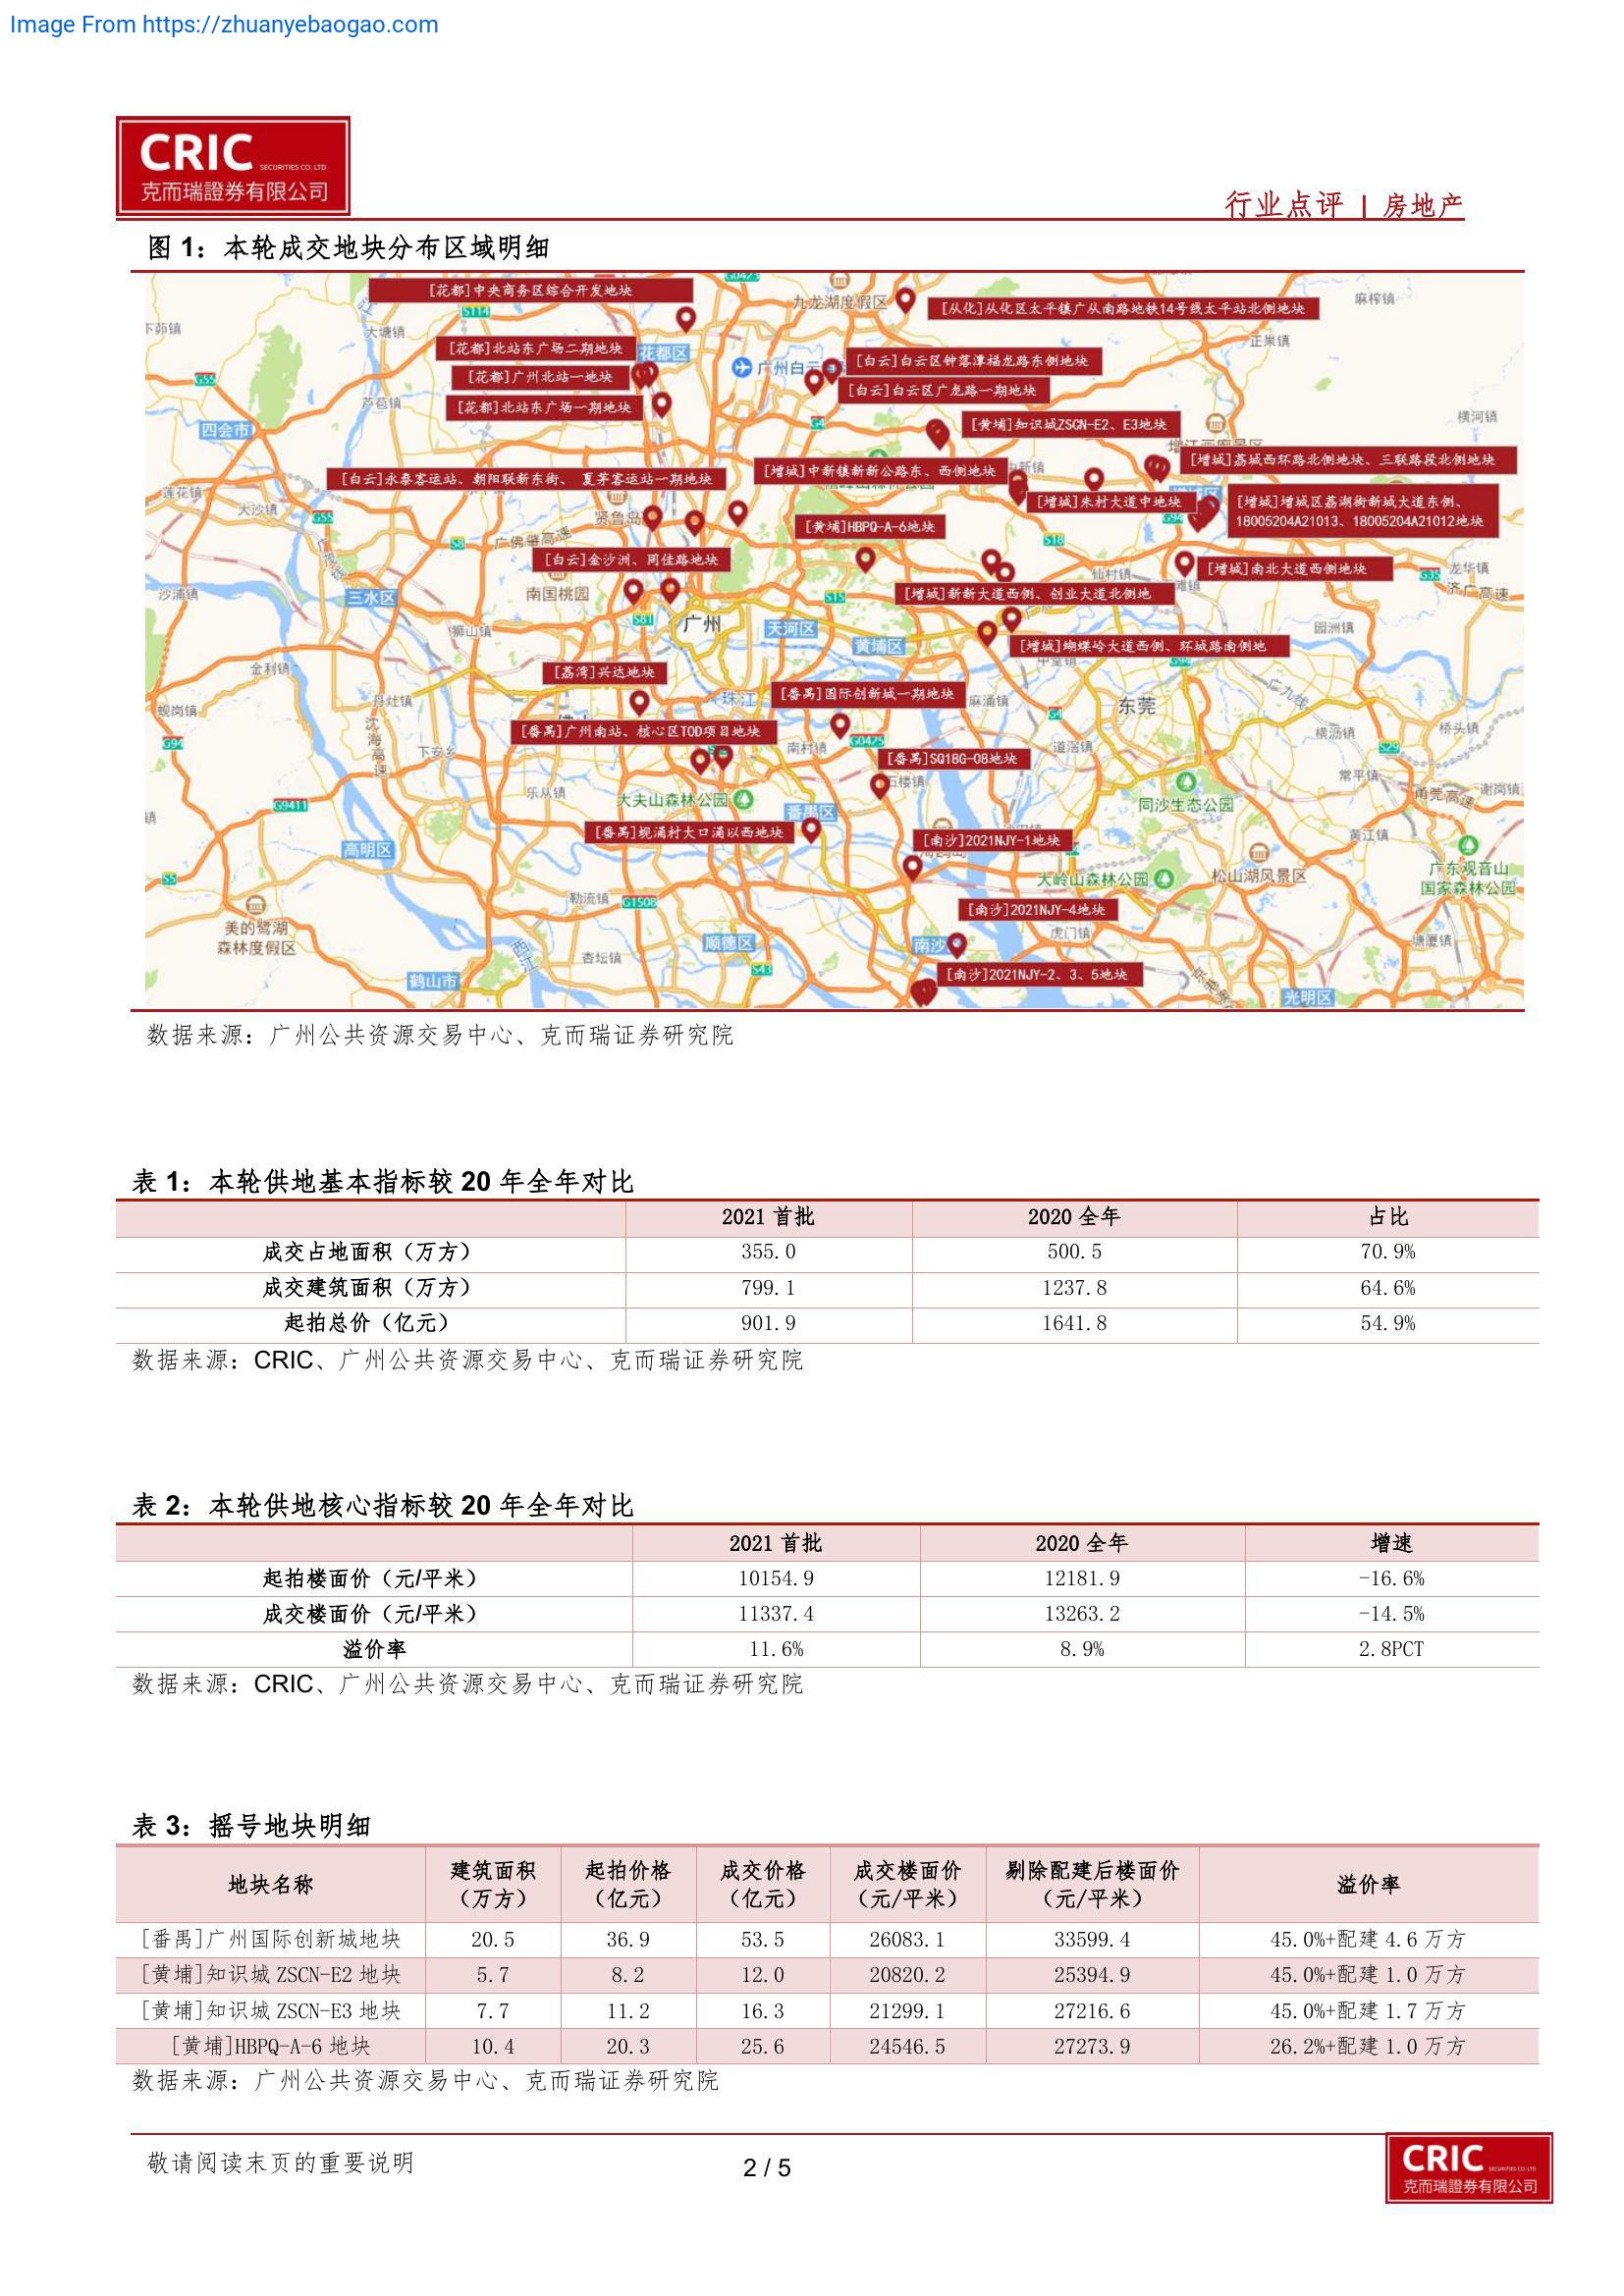 Image From https://zhuanyebaogao.com
CRIC SECURITIES CO. LTD
克而瑞證券有限公司
行业点评 | 房地产
图 1：本轮成交地块分布区域明细
[花都]中央商务区综合开发地块
九龙湖度假区
[从化]从化区太平镇广从南路地铁14号线太平站北侧地块
麻榨镇
下茆镇
S114
大塘镇
正果镇
[花都]北站东广场二期地块
花都区
[花都]广州北站一地块
[白云]白云区钟落潭福龙路东侧地块
G55
芦苞镇
[花都]北站东广场一期地块
[白云]白云区广龙路一期地块
四会市
G4
[黄埔]知识城ZSCN-E2、E3地块
横河镇
[白云]永泰客运站、朝阳联新东街、 夏茅客运站一期地块
[增城]中新镇新新公路东、西侧地块
[增城]荔城西环路北侧地块、三联路段北侧地块
莲花镇
大沙镇
G55
贤鲁岛
[增城]朱村大道中地块
[增城]增城区荔湖街新城大道东侧、
18005204A21013、18005204A21012地块
[黄埔]HBPQ-A-6地块
广佛肇高速
S18
[白云]金沙洲、同佳路地块
仙村镇
[增城]南北大道西侧地块
G35
龙华镇
济广高速
沙浦镇
三水区
南国桃园
S15
[增城]新新大道西侧、创业大道北侧地
狮山镇
S81
广州
天河区
黄埔区
园洲镇
[增城]蝴蝶岭大道西侧、环城路南侧地
金利镇
[荔湾]兴达地块
珠江
[番禺]国际创新城一期地块
麻涌镇
东莞
广九线
蚬岗镇
丹灶镇
沈海高速
[番禺]广州南站、核心区TOD项目地块
G94
下安乡
南村镇
G0425
道滘镇
横沥镇
桥头镇
S29
[番禺]SQ18G-08地块
石楼镇
常平镇
甬莞高速
谢岗镇
G9411
乐从镇
大夫山森林公园
番禺区
同沙生态公园
[番禺]坝涌村大口涌以西地块
[南沙]2021NJY-1地块
黄江镇
高明区
S5
大岭山森林公园
松山湖风景区
广东观音山
国家森林公园
美的鹭湖
森林度假区
勒流镇
G1508
[南沙]2021NJY-4地块
虎门镇
顺德区
南沙
塘厦镇
杏坛镇
S43
鹤山市
[南沙]2021NJY-2、3、5地块
光明区
数据来源：广州公共资源交易中心、克而瑞证券研究院
表 1：本轮供地基本指标较 20 年全年对比
2021 首批 2020 全年 占比
成交占地面积（万方） 355.0 500.5 70.9%
成交建筑面积（万方） 799.1 1237.8 64.6%
起拍总价（亿元） 901.9 1641.8 54.9%
数据来源：CRIC、广州公共资源交易中心、克而瑞证券研究院
表 2：本轮供地核心指标较 20 年全年对比
2021 首批 2020 全年 增速
起拍楼面价（元/平米） 10154.9 12181.9 -16.6%
成交楼面价（元/平米） 11337.4 13263.2 -14.5%
溢价率 11.6% 8.9% 2.8PCT
数据来源：CRIC、广州公共资源交易中心、克而瑞证券研究院
表 3：摇号地块明细
地块名称 建筑面积（万方） 起拍价格（亿元） 成交价格（亿元） 成交楼面价（元/平米） 剔除配建后楼面价（元/平米） 溢价率
[番禺]广州国际创新城地块 20.5 36.9 53.5 26083.1 33599.4 45.0%+配建 4.6 万方
[黄埔]知识城 ZSCN-E2 地块 5.7 8.2 12.0 20820.2 25394.9 45.0%+配建 1.0 万方
[黄埔]知识城 ZSCN-E3 地块 7.7 11.2 16.3 21299.1 27216.6 45.0%+配建 1.7 万方
[黄埔]HBPQ-A-6 地块 10.4 20.3 25.6 24546.5 27273.9 26.2%+配建 1.0 万方
数据来源：广州公共资源交易中心、克而瑞证券研究院
敬请阅读末页的重要说明
2 / 5
CRIC SECURITIES CO. LTD
克而瑞證券有限公司